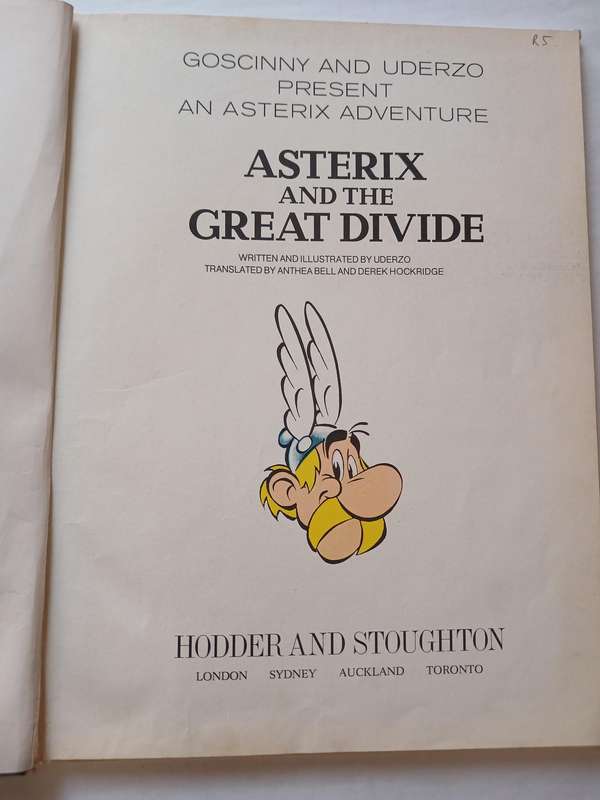 R5
GOSCINNY AND UDERZO
PRESENT
AN ASTERIX ADVENTURE
ASTERIX
AND THE
GREAT DIVIDE
WRITTEN AND ILLUSTRATED BY UDERZO
TRANSLATED BY ANTHEA BELL AND DEREK HOCKRIDGE
HODDER AND STOUGHTON
LONDON SYDNEY AUCKLAND TORONTO